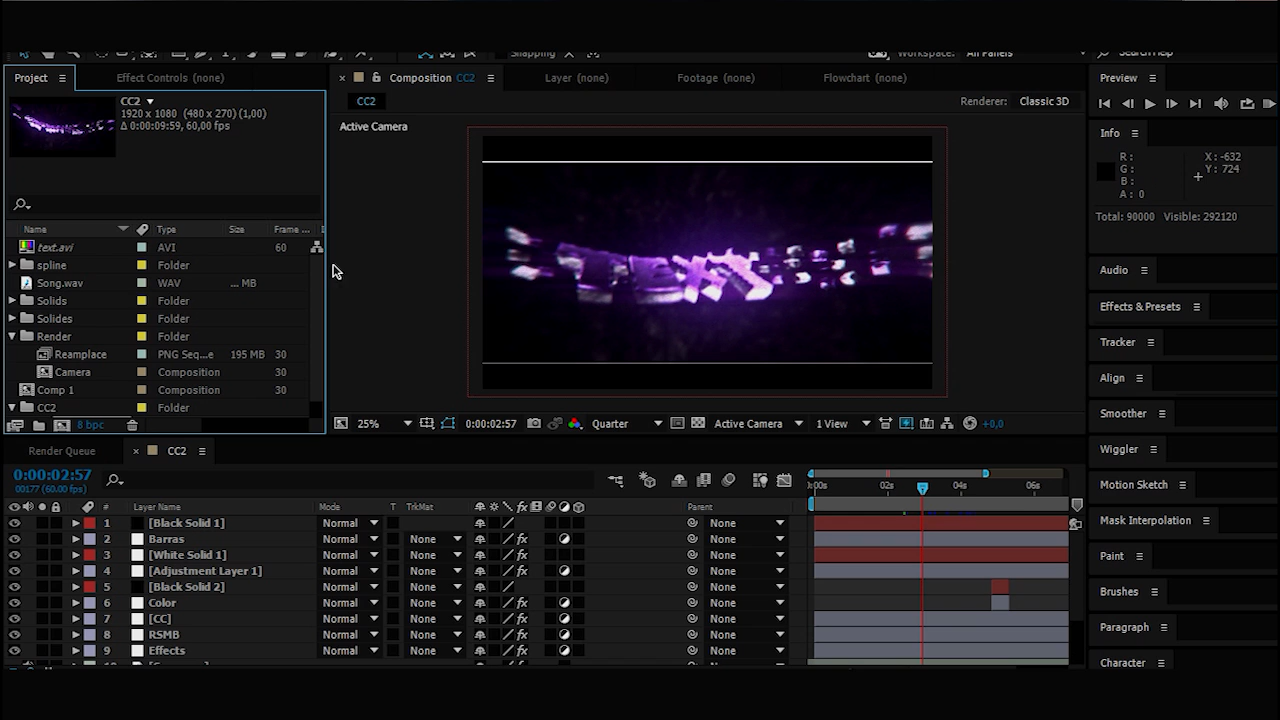 Snapping
Workspace: All Panels
Search Help
Project
Effect Controls (none)
Composition CC2
Layer (none)
Footage (none)
Flowchart (none)
Preview
CC2
1920 x 1080 (480 x 270) (1,00)
Δ 0:00:09:59, 60,00 fps
CC2
Renderer: Classic 3D
Active Camera
TEXT
Info
R:
G:
B:
A: 0
X: -632
Y: 724
Total: 90000 Visible: 292120
Name Type Size Frame ...
text.avi AVI 60
spline Folder
Song.wav WAV ... MB
Solids Folder
Solides Folder
Render Folder
Reamplace PNG Seq...e 195 MB 30
Camera Composition 30
Comp 1 Composition 30
CC2 Folder
8 bpc
Audio
Effects & Presets
Tracker
Align
Smoother
Wiggler
Motion Sketch
Mask Interpolation
Paint
Brushes
Paragraph
Character
25% 0:00:02:57 Quarter Active Camera 1 View +0,0
Render Queue
CC2
0:00:02:57
00177 (60.00 fps)
:00s 02s 04s 06s
# Layer Name Mode T TrkMat Parent
1 [Black Solid 1] Normal None
2 Barras Normal None fx None
3 [White Solid 1] Normal None fx None
4 [Adjustment Layer 1] Normal None fx None
5 [Black Solid 2] Normal None None
6 Color Normal None fx None
7 [CC] Normal None fx None
8 RSMB Normal None fx None
9 Effects Normal None fx None